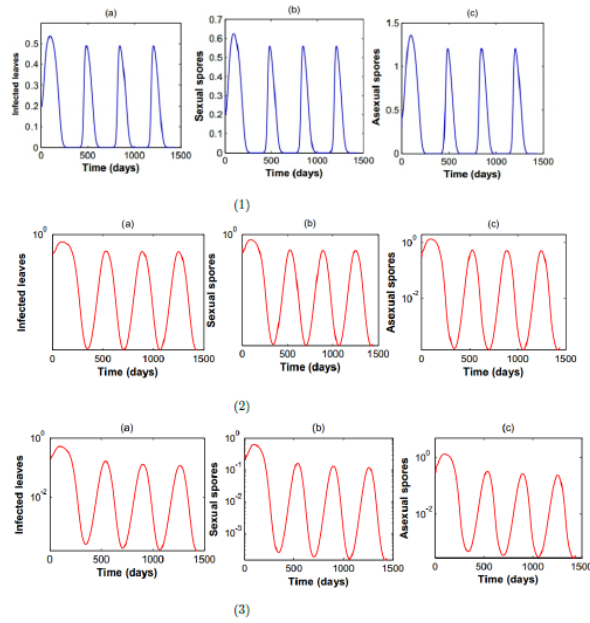 (a) (b) (c)
Infected leaves 0.5 0.4 0.3 0.2 0.1 0
Sexual spores 0.7 0.6 0.5 0.4 0.3 0.2 0.1 0
Asexual spores 1.5 1 0.5 0
0 500 1000 1500 0 500 1000 1500 0 500 1000 1500
Time (days) Time (days) Time (days)
(1)
(a) (b) (c)
Infected leaves 10^0
Sexual spores 10^0
Asexual spores 10^0 10^-2
0 500 1000 1500 0 500 1000 1500 0 500 1000 1500
Time (days) Time (days) Time (days)
(2)
(a) (b) (c)
Infected leaves 10^0 10^-2
Sexual spores 10^0 10^-1 10^-2 10^-3
Asexual spores 10^0 10^-2
0 500 1000 1500 0 500 1000 1500 0 500 1000 1500
Time (days) Time (days) Time (days)
(3)